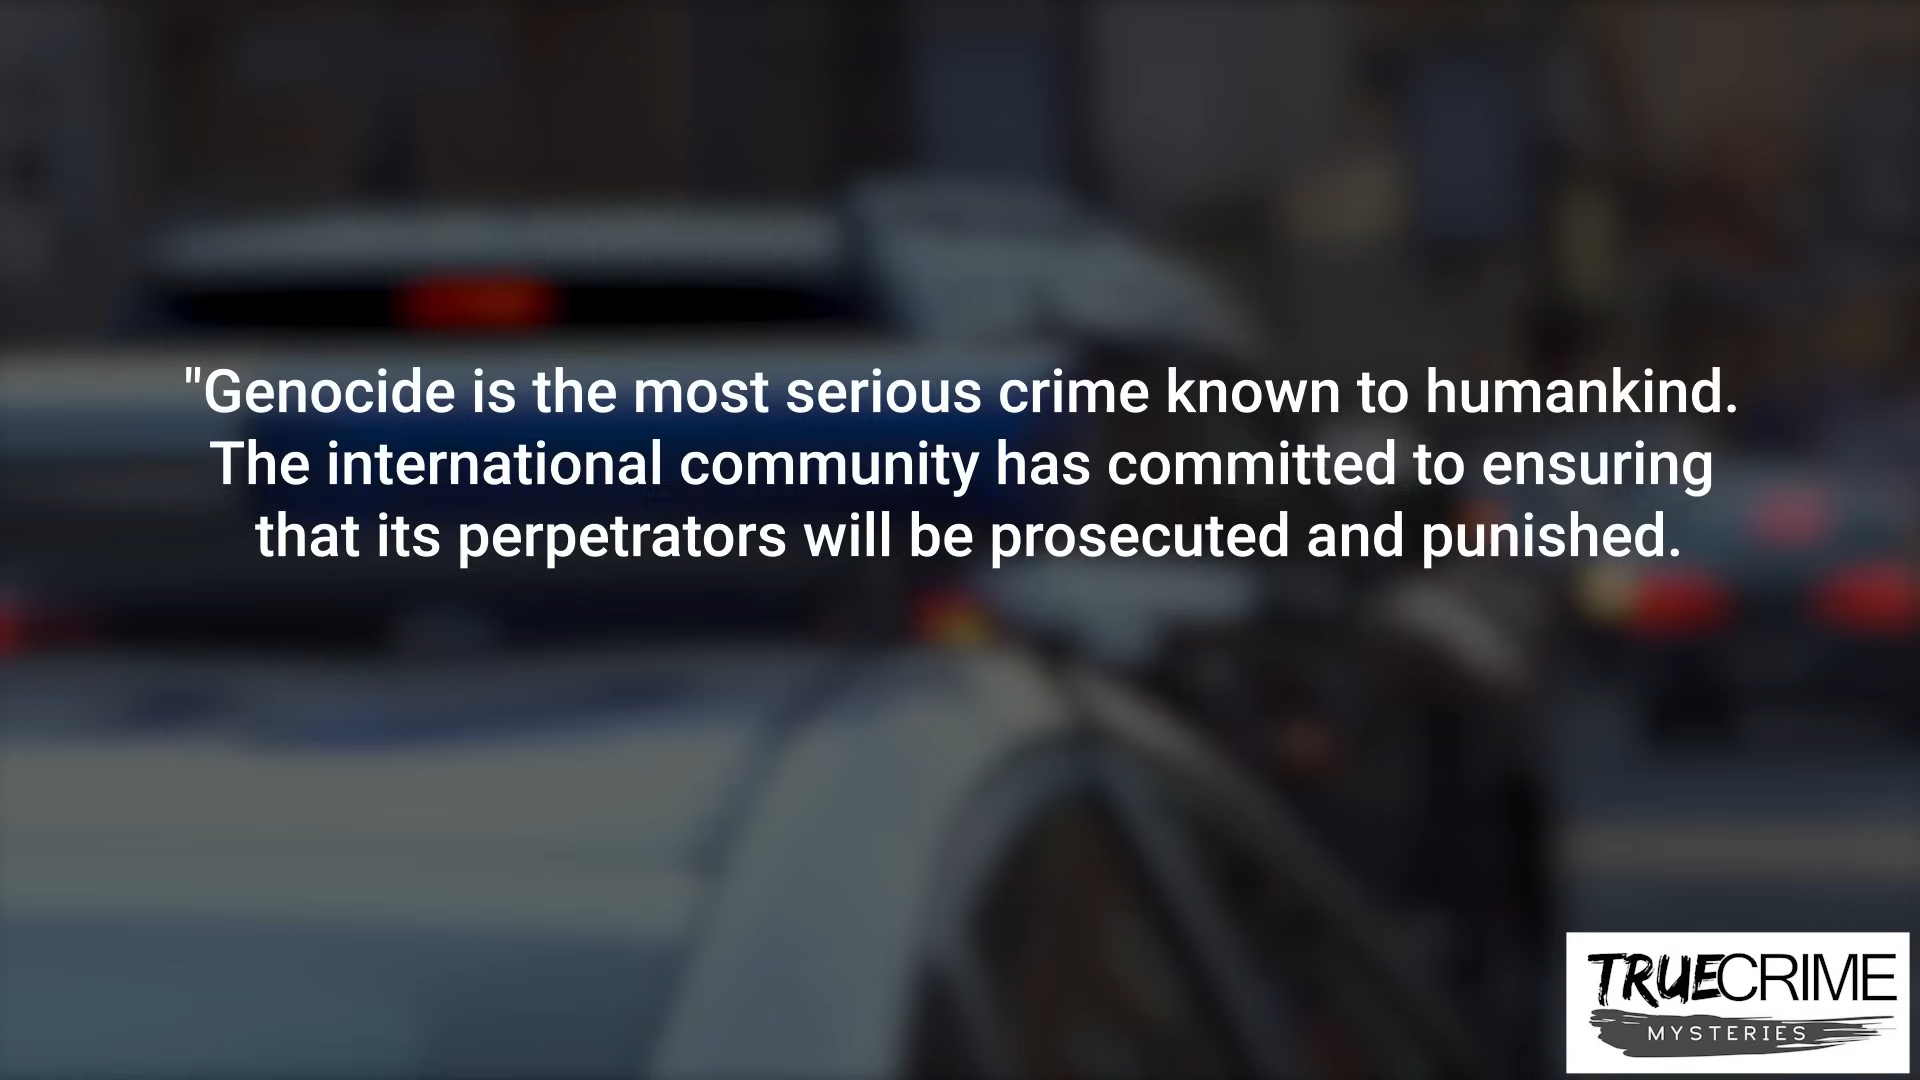 "Genocide is the most serious crime known to humankind.
The international community has committed to ensuring
that its perpetrators will be prosecuted and punished.
TRUECRIME
MYSTERIES